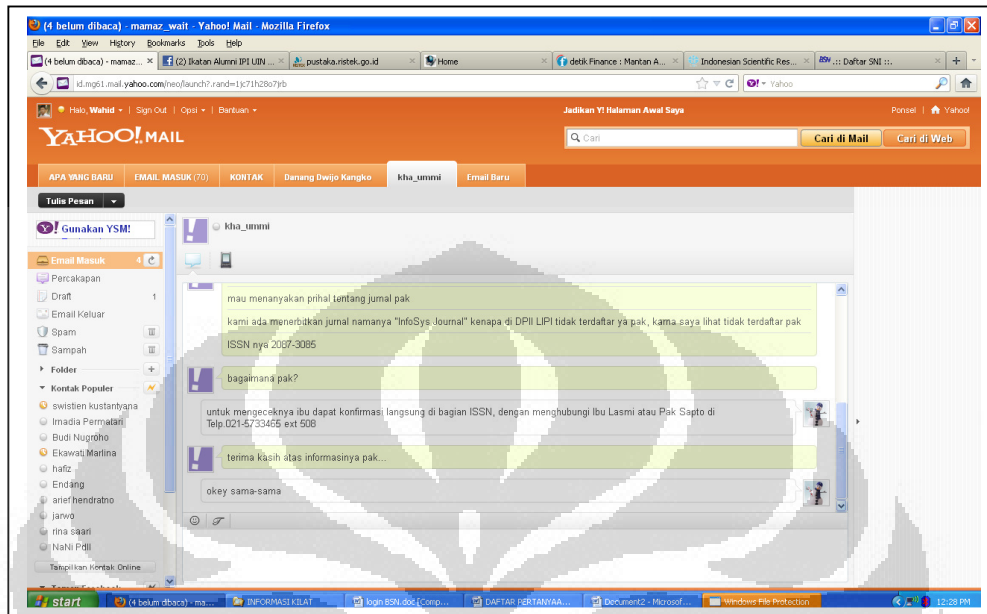 (4 belum dibaca) - mamaz_wait - Yahoo! Mail - Mozilla Firefox
File Edit View History Bookmarks Tools Help
(4 belum dibaca) - mamaz... (2) Ikatan Alumni IPI UIN ... pustaka.ristek.go.id Home detik Finance : Mantan A... Indonesian Scientific Res... BSN .:: Daftar SNI ::.
id.mg61.mail.yahoo.com/neo/launch?.rand=1jc71h28o7jrb Yahoo
Halo, Wahid Sign Out Opsi Bantuan Jadikan Y! Halaman Awal Saya Ponsel Yahoo!
YAHOO! MAIL Cari Cari di Mail Cari di Web
APA YANG BARU EMAIL MASUK (70) KONTAK Danang Dwijo Kangko kha_ummi Email Baru
Tulis Pesan
Gunakan YSM!
kha_ummi
Email Masuk 4
Percakapan
Draft 1
Email Keluar
Spam
Sampah
Folder
Kontak Populer
swistien kustantyana
Irnadia Permatari
Budi Nugroho
Ekawati Marlina
hafiz
Endang
arief hendratno
jarwo
rina saari
NaNi Pdii
Tampilkan Kontak Online
mau menanyakan prihal tentang jurnal pak
kami ada menerbitkan jurnal namanya "InfoSys Journal" kenapa di DPII LIPI tidak terdaftar ya pak, karna saya lihat tidak terdaftar pak
ISSN nya 2087-3085
bagaimana pak?
untuk mengeceknya ibu dapat konfirmasi langsung di bagian ISSN, dengan menghubungi Ibu Lasmi atau Pak Sapto di
Telp.021-5733465 ext 508
terima kasih atas informasinya pak...
okey sama-sama
start (4 belum dibaca) - ma... INFORMASI KILAT login BSN.doc [Comp... DAFTAR PERTANYAA... Document2 - Microsof... Windows File Protection 12:28 PM